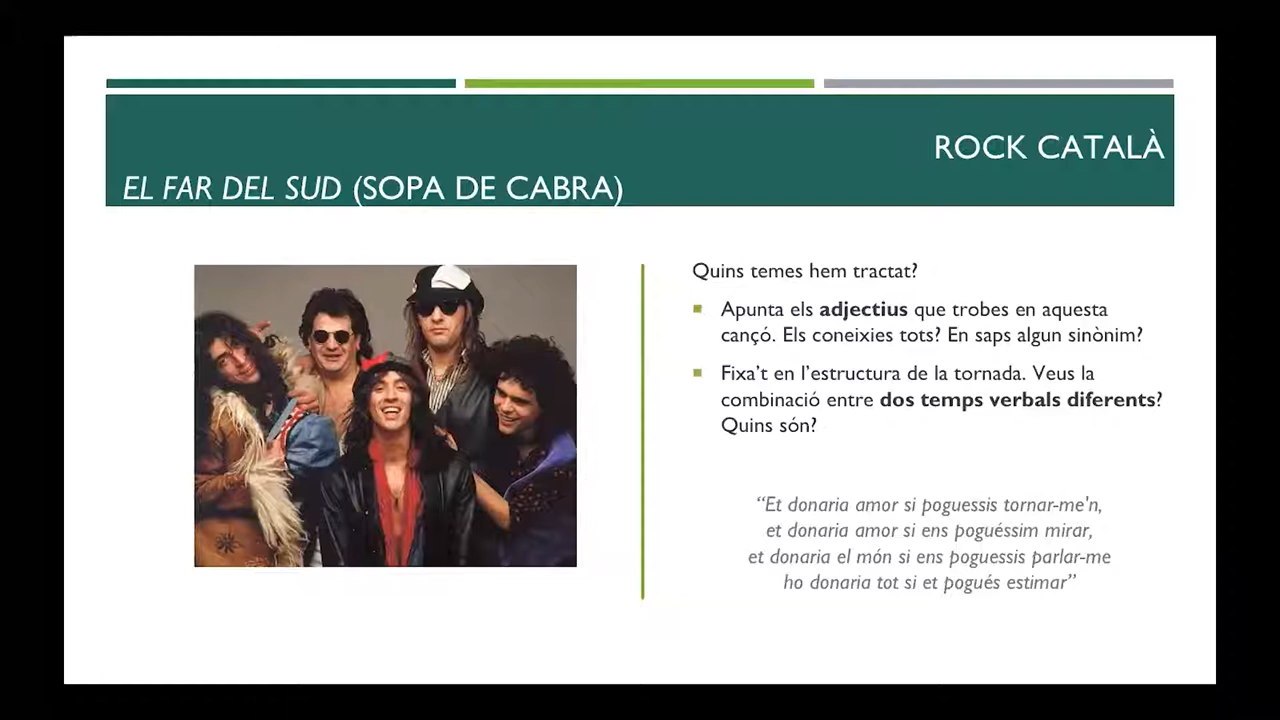 ROCK CATALÀ
EL FAR DEL SUD (SOPA DE CABRA)
Quins temes hem tractat?
Apunta els adjectius que trobes en aquesta
cançó. Els coneixies tots? En saps algun sinònim?
Fixa't en l'estructura de la tornada. Veus la
combinació entre dos temps verbals diferents?
Quins són?
“Et donaria amor si poguessis tornar-me'n,
et donaria amor si ens poguéssim mirar,
et donaria el món si ens poguessis parlar-me
ho donaria tot si et pogués estimar”